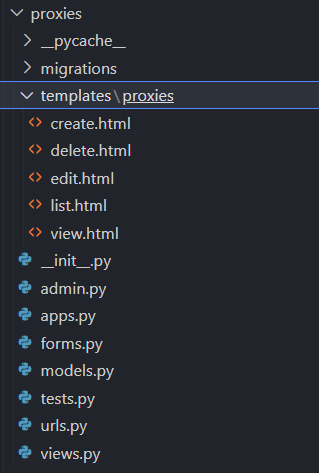 proxies
__pycache__
migrations
templates\proxies
create.html
delete.html
edit.html
list.html
view.html
__init__.py
admin.py
apps.py
forms.py
models.py
tests.py
urls.py
views.py